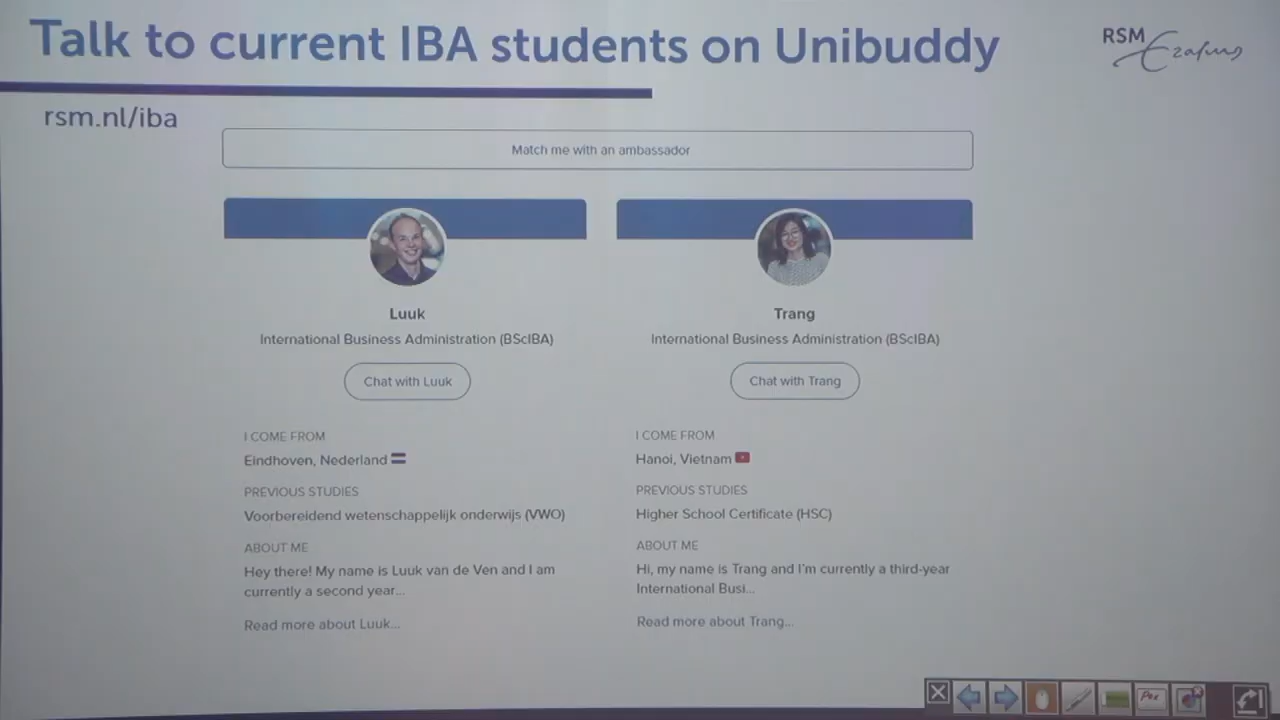 Talk to current IBA students on Unibuddy
RSM
Erasmus
rsm.nl/iba
Match me with an ambassador
Luuk
International Business Administration (BScIBA)
Chat with Luuk
I COME FROM
Eindhoven, Nederland
PREVIOUS STUDIES
Voorbereidend wetenschappelijk onderwijs (VWO)
ABOUT ME
Hey there! My name is Luuk van de Ven and I am
currently a second year...
Read more about Luuk...
Trang
International Business Administration (BScIBA)
Chat with Trang
I COME FROM
Hanoi, Vietnam
PREVIOUS STUDIES
Higher School Certificate (HSC)
ABOUT ME
Hi, my name is Trang and I'm currently a third-year
International Busi...
Read more about Trang...